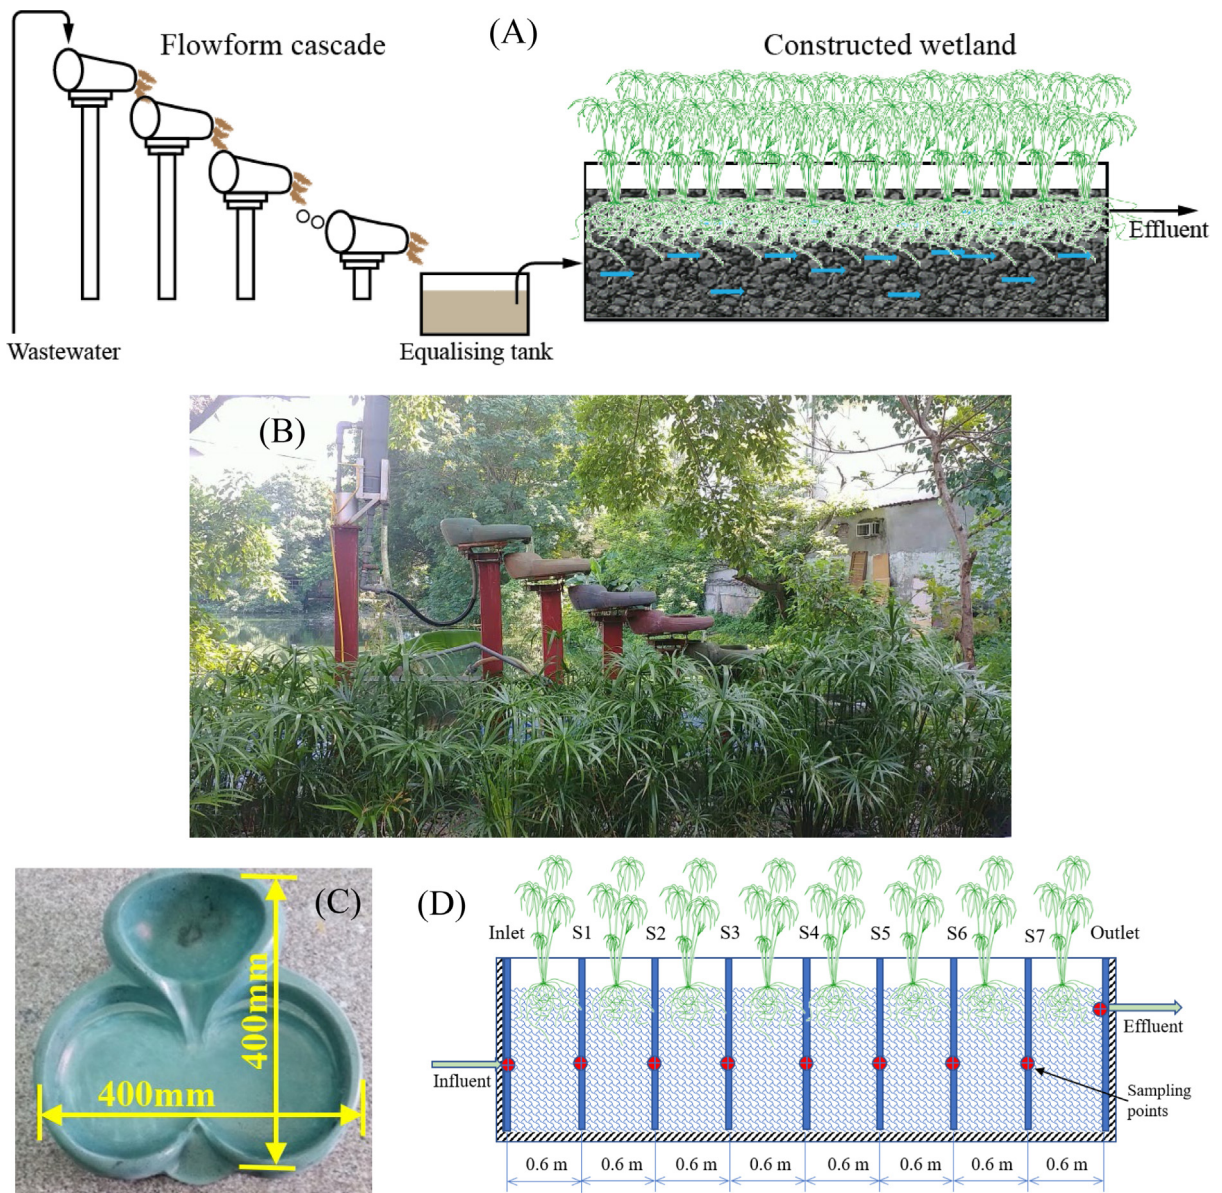 (A)
Flowform cascade
Constructed wetland
Effluent
Wastewater
Equalising tank
(B)
(C)
400mm
400mm
(D)
Inlet
S1
S2
S3
S4
S5
S6
S7
Outlet
Influent
Effluent
Sampling
points
0.6 m
0.6 m
0.6 m
0.6 m
0.6 m
0.6 m
0.6 m
0.6 m